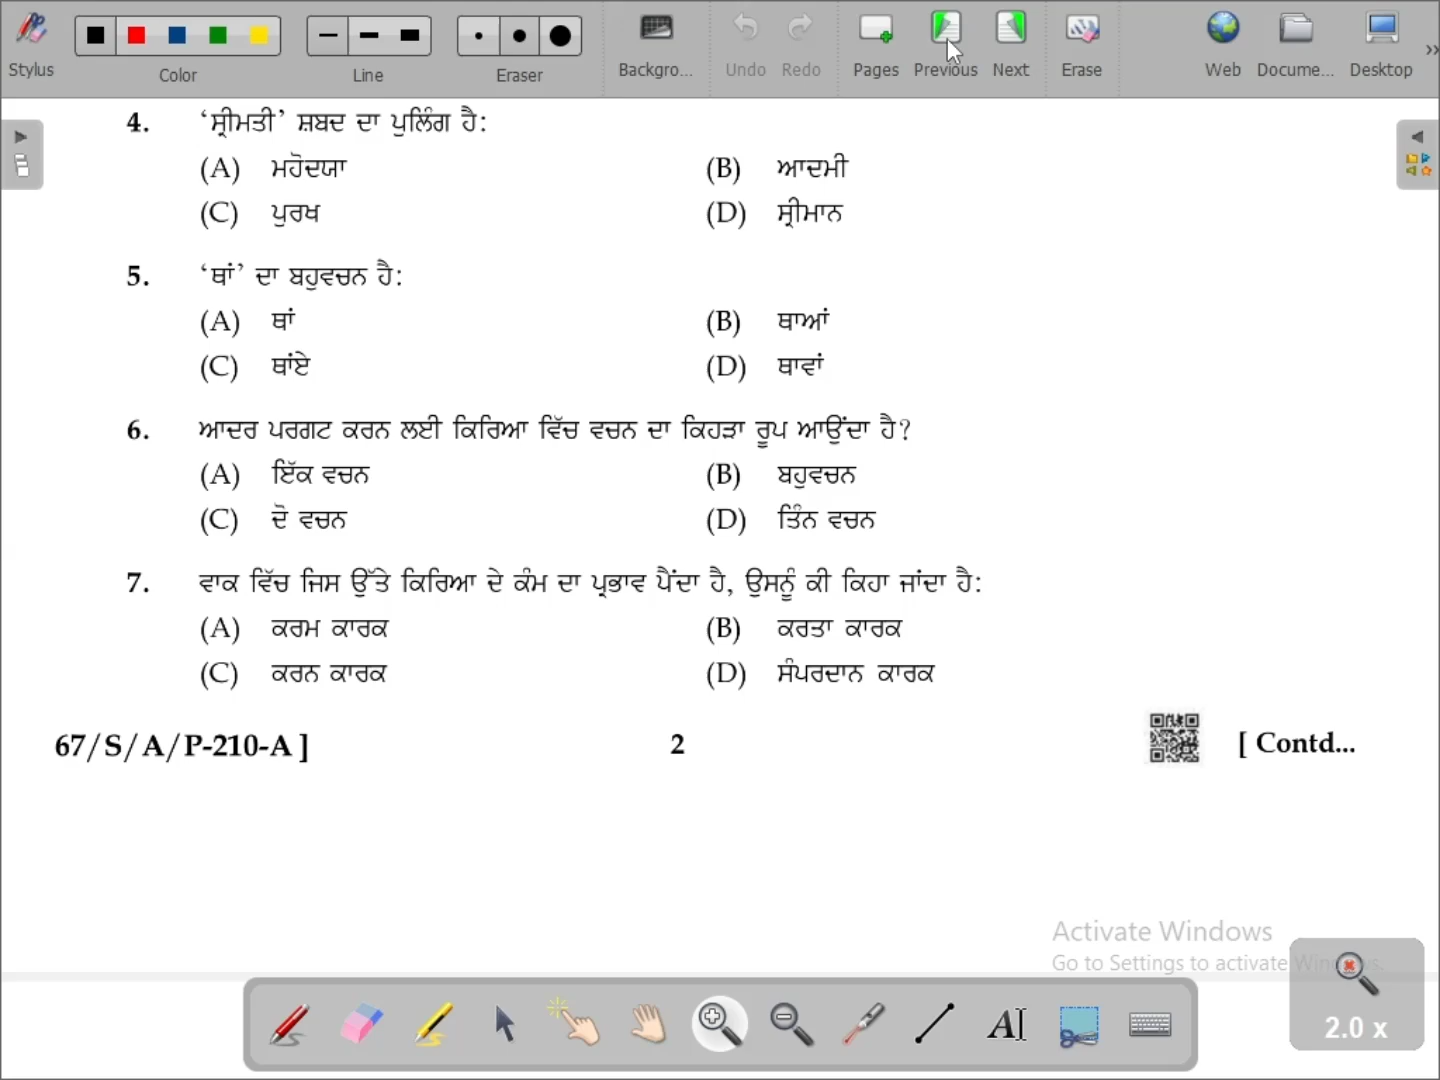 Stylus
Color
Line
Eraser
Backgro...
Undo
Redo
Pages
Previous
Next
Erase
Web
Docume...
Desktop
4. ‘ਸ੍ਰੀਮਤੀ’ ਸ਼ਬਦ ਦਾ ਪੁਲਿੰਗ ਹੈ:
(A) ਮਹੋਦਯਾ (B) ਆਦਮੀ
(C) ਪੁਰਖ (D) ਸ੍ਰੀਮਾਨ
5. ‘ਥਾਂ’ ਦਾ ਬਹੁਵਚਨ ਹੈ:
(A) ਥਾਂ (B) ਥਾਆਂ
(C) ਥਾਂਏ (D) ਥਾਵਾਂ
6. ਆਦਰ ਪਰਗਟ ਕਰਨ ਲਈ ਕਿਰਿਆ ਵਿੱਚ ਵਚਨ ਦਾ ਕਿਹੜਾ ਰੂਪ ਆਉਂਦਾ ਹੈ?
(A) ਇੱਕ ਵਚਨ (B) ਬਹੁਵਚਨ
(C) ਦੋ ਵਚਨ (D) ਤਿੰਨ ਵਚਨ
7. ਵਾਕ ਵਿੱਚ ਜਿਸ ਉੱਤੇ ਕਿਰਿਆ ਦੇ ਕੰਮ ਦਾ ਪ੍ਰਭਾਵ ਪੈਂਦਾ ਹੈ, ਉਸਨੂੰ ਕੀ ਕਿਹਾ ਜਾਂਦਾ ਹੈ:
(A) ਕਰਮ ਕਾਰਕ (B) ਕਰਤਾ ਕਾਰਕ
(C) ਕਰਨ ਕਾਰਕ (D) ਸੰਪਰਦਾਨ ਕਾਰਕ
67/S/A/P-210-A ] 2 [ Contd...
Activate Windows
Go to Settings to activate Windows.
2.0 x